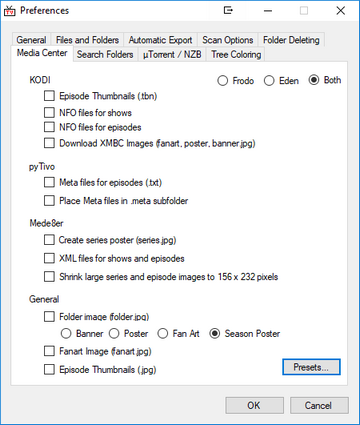 Preferences
General Files and Folders Automatic Export Scan Options Folder Deleting
Media Center Search Folders µTorrent / NZB Tree Coloring
KODI Frodo Eden Both
Episode Thumbnails (.tbn)
NFO files for shows
NFO files for episodes
Download XMBC Images (fanart, poster, banner.jpg)
pyTivo
Meta files for episodes (.txt)
Place Meta files in .meta subfolder
Mede8er
Create series poster (series.jpg)
XML files for shows and episodes
Shrink large series and episode images to 156 x 232 pixels
General
Folder image (folder.jpg)
Banner Poster Fan Art Season Poster
Fanart Image (fanart.jpg)
Episode Thumbnails (.jpg)
Presets...
OK Cancel